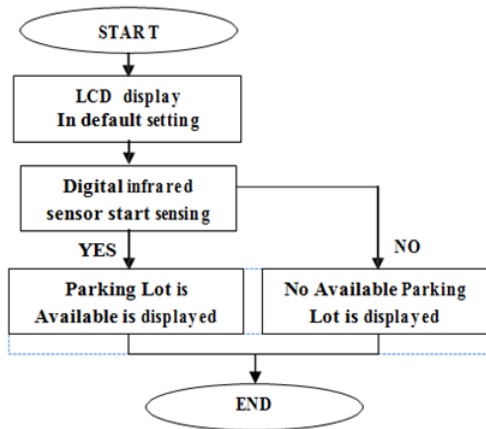 START
LCD display
In default setting
Digital infrared
sensor start sensing
YES
NO
Parking Lot is
Available is displayed
No Available Parking
Lot is displayed
END